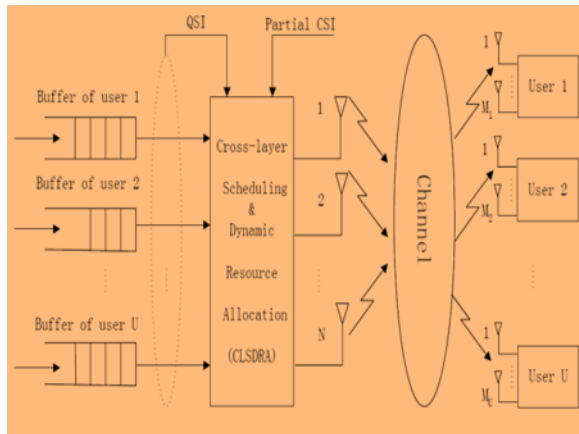 QSI
Partial CSI
Buffer of user 1
Buffer of user 2
Buffer of user U
Cross-layer
Scheduling
&
Dynamic
Resource
Allocation
(CLSDRA)
1
2
N
Channel
1
M1
User 1
1
M2
User 2
1
MU
User U